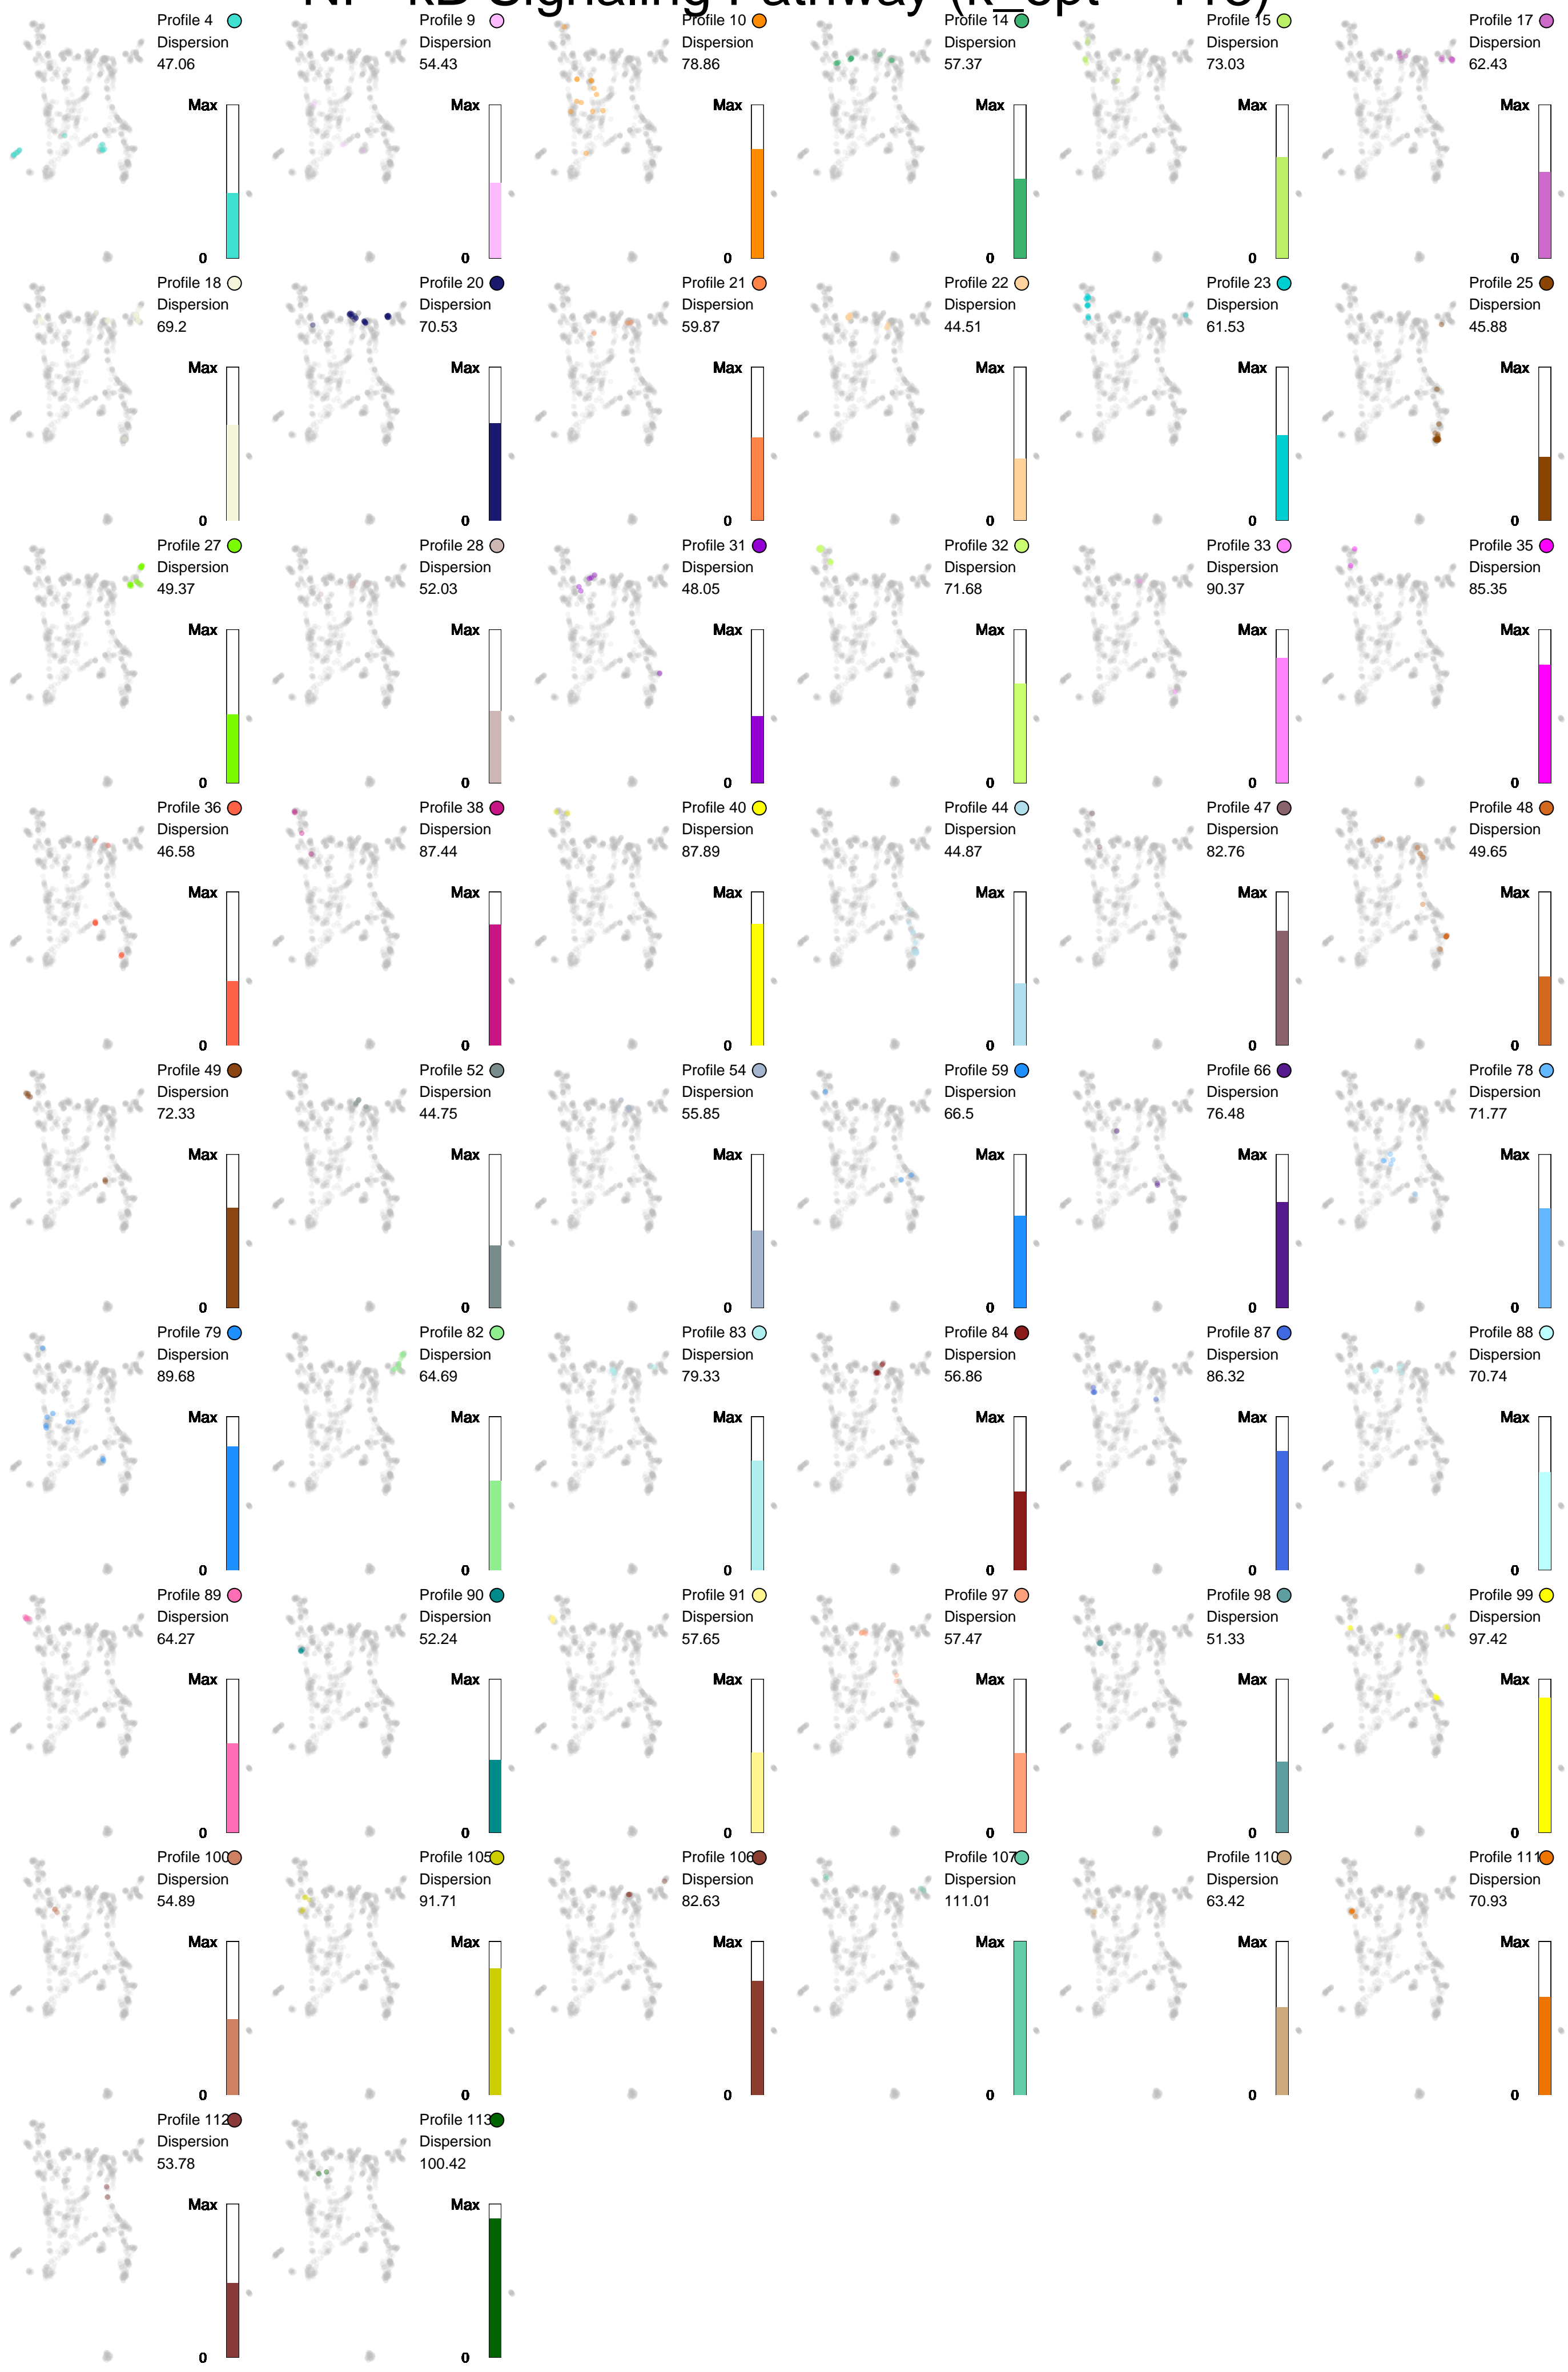 NF-kB Signaling Pathway (k_opt
Profile 4
Dispersion
47.06
Max
0
Profile 9
Dispersion
54.43
Max
0
Profile 10
Dispersion
78.86
Max
0
Profile 14
Dispersion
57.37
Max
0
Profile 15
Dispersion
73.03
Max
0
Profile 17
Dispersion
62.43
Max
0
Profile 18
Dispersion
69.2
Max
0
Profile 20
Dispersion
70.53
Max
0
Profile 21
Dispersion
59.87
Max
0
Profile 22
Dispersion
44.51
Max
0
Profile 23
Dispersion
61.53
Max
0
Profile 25
Dispersion
45.88
Max
0
Profile 27
Dispersion
49.37
Max
0
Profile 28
Dispersion
52.03
Max
0
Profile 31
Dispersion
48.05
Max
0
Profile 32
Dispersion
71.68
Max
0
Profile 33
Dispersion
90.37
Max
0
Profile 35
Dispersion
85.35
Max
0
Profile 36
Dispersion
46.58
Max
0
Profile 38
Dispersion
87.44
Max
0
Profile 40
Dispersion
87.89
Max
0
Profile 44
Dispersion
44.87
Max
0
Profile 47
Dispersion
82.76
Max
0
Profile 48
Dispersion
49.65
Max
0
Profile 49
Dispersion
72.33
Max
0
Profile 52
Dispersion
44.75
Max
0
Profile 54
Dispersion
55.85
Max
0
Profile 59
Dispersion
66.5
Max
0
Profile 66
Dispersion
76.48
Max
0
Profile 78
Dispersion
71.77
Max
0
Profile 79
Dispersion
89.68
Max
0
Profile 82
Dispersion
64.69
Max
0
Profile 83
Dispersion
79.33
Max
0
Profile 84
Dispersion
56.86
Max
0
Profile 87
Dispersion
86.32
Max
0
Profile 88
Dispersion
70.74
Max
0
Profile 89
Dispersion
64.27
Max
0
Profile 90
Dispersion
52.24
Max
0
Profile 91
Dispersion
57.65
Max
0
Profile 97
Dispersion
57.47
Max
0
Profile 98
Dispersion
51.33
Max
0
Profile 99
Dispersion
97.42
Max
0
Profile 100
Dispersion
54.89
Max
0
Profile 105
Dispersion
91.71
Max
0
Profile 106
Dispersion
82.63
Max
0
Profile 107
Dispersion
111.01
Max
0
Profile 110
Dispersion
63.42
Max
0
Profile 111
Dispersion
70.93
Max
0
Profile 112
Dispersion
53.78
Max
0
Profile 113
Dispersion
100.42
Max
0